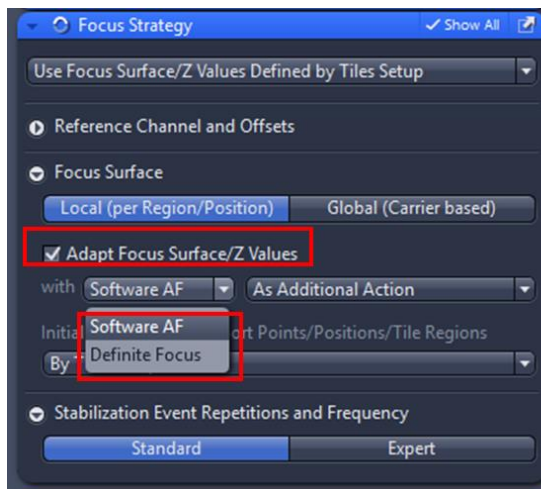 Focus Strategy
Show All
Use Focus Surface/Z Values Defined by Tiles Setup
Reference Channel and Offsets
Focus Surface
Local (per Region/Position) Global (Carrier based)
Adapt Focus Surface/Z Values
with Software AF As Additional Action
Initial Software AF ort Points/Positions/Tile Regions
By Definite Focus
Stabilization Event Repetitions and Frequency
Standard Expert